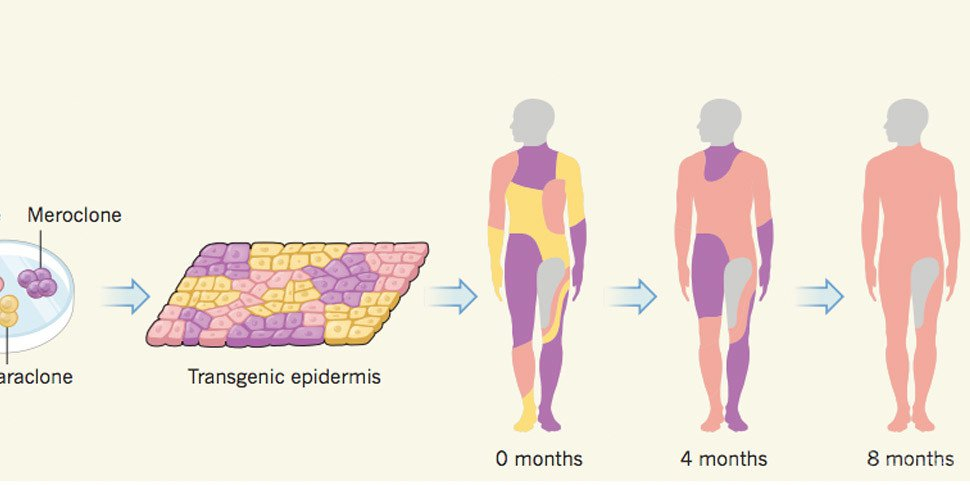 Meroclone
araclone
Transgenic epidermis
0 months
4 months
8 months